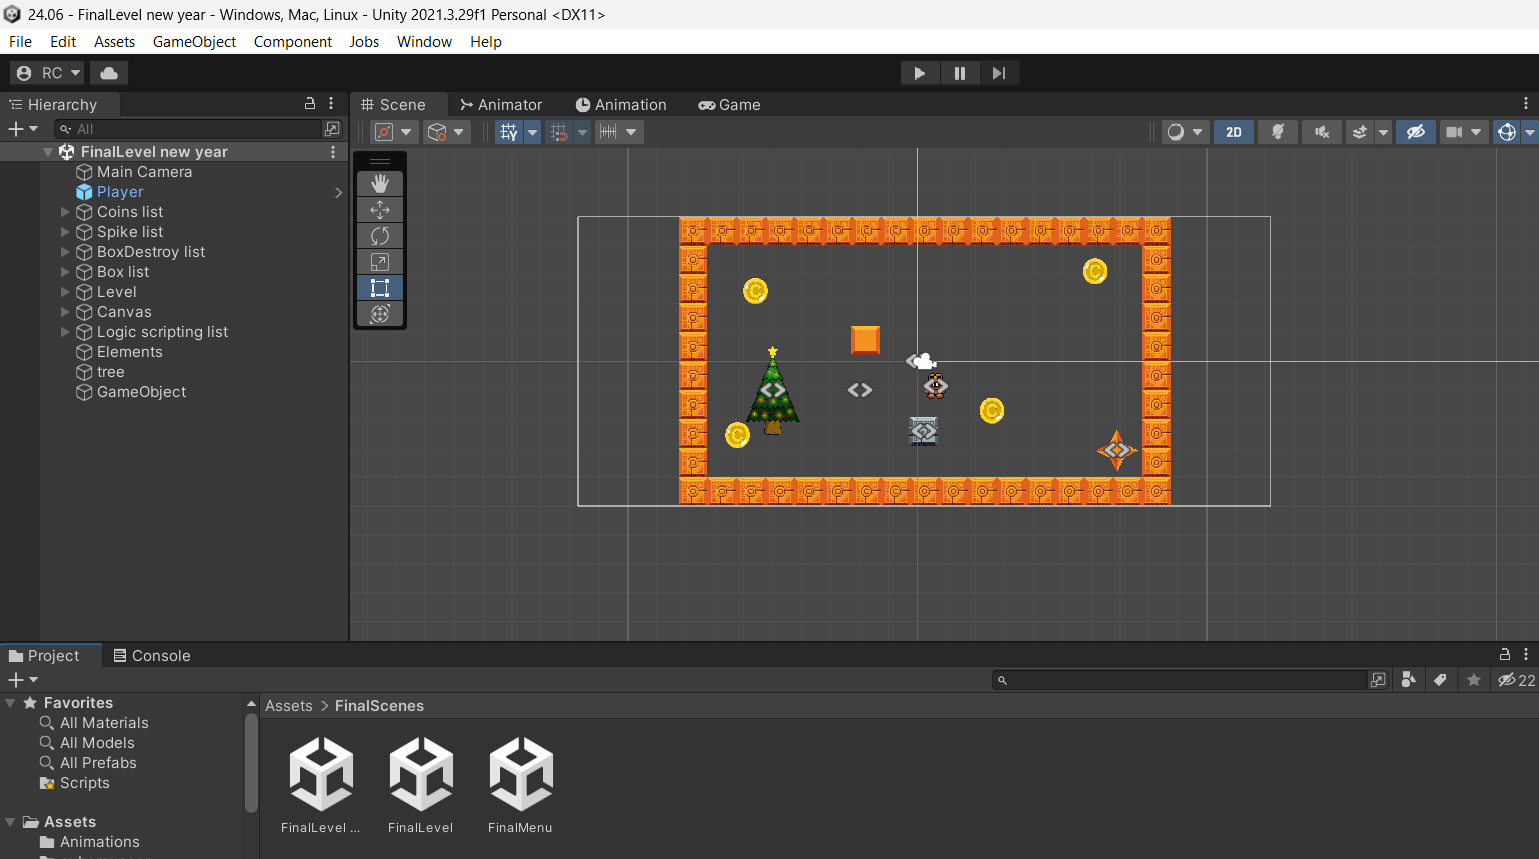 24.06 - FinalLevel new year - Windows, Mac, Linux - Unity 2021.3.29f1 Personal <DX11>
File Edit Assets GameObject Component Jobs Window Help
RC
Hierarchy
All
FinalLevel new year
Main Camera
Player
Coins list
Spike list
BoxDestroy list
Box list
Level
Canvas
Logic scripting list
Elements
tree
GameObject
Scene Animator Animation Game
Y 2D
Project Console
22
Favorites
All Materials
All Models
All Prefabs
Scripts
Assets
Animations
Assets > FinalScenes
FinalLevel ... FinalLevel FinalMenu